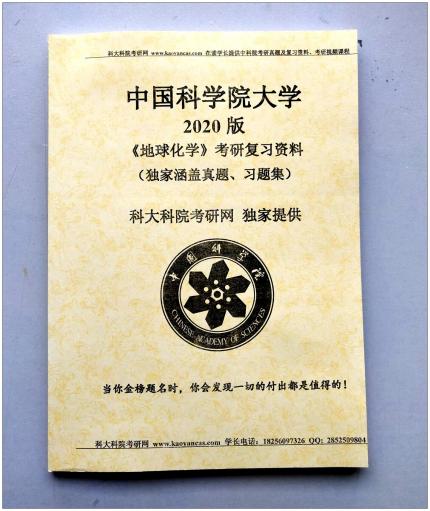 科大科院考研网 www.kaoyancas.com 在读学长提供中科院考研真题及复习资料、考研视频课程
中国科学院大学
2020 版
《地球化学》考研复习资料
（独家涵盖真题、习题集）
科大科院考研网 独家提供
中国科学院
CHINESE ACADEMY OF SCIENCES
当你金榜题名时，你会发现一切的付出都是值得的！
科大科院考研网 www.kaoyancas.com 学长电话：18256097326 QQ：2852509804